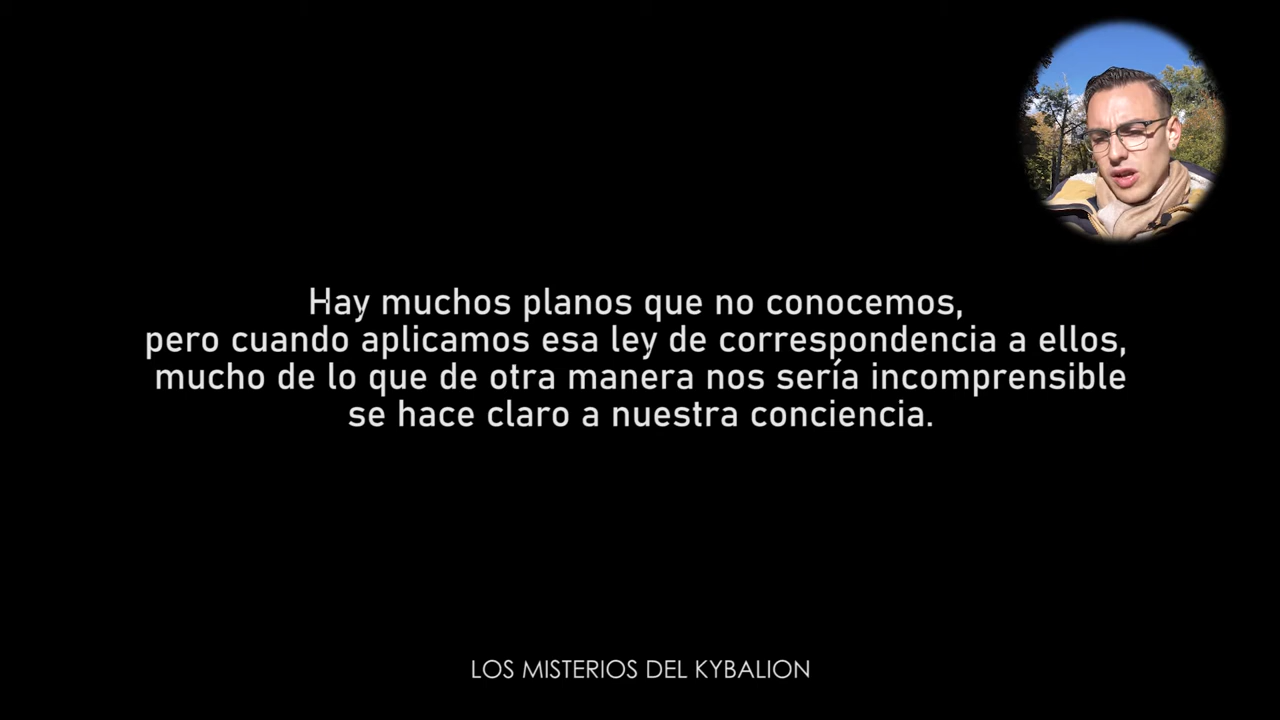 Hay muchos planos que no conocemos,
pero cuando aplicamos esa ley de correspondencia a ellos,
mucho de lo que de otra manera nos sería incomprensible
se hace claro a nuestra conciencia.
LOS MISTERIOS DEL KYBALION